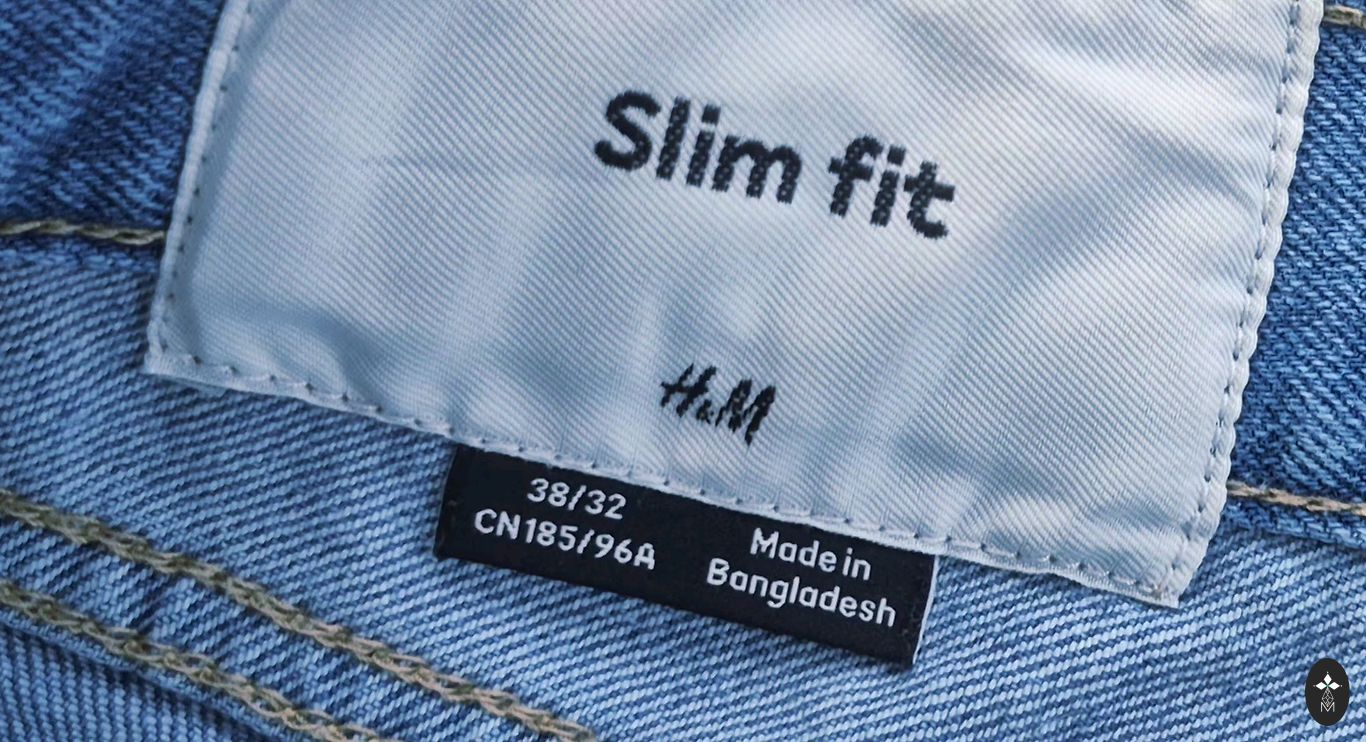 Slim fit
H&M
38/32
CN185/96A
Made in
Bangladesh
M